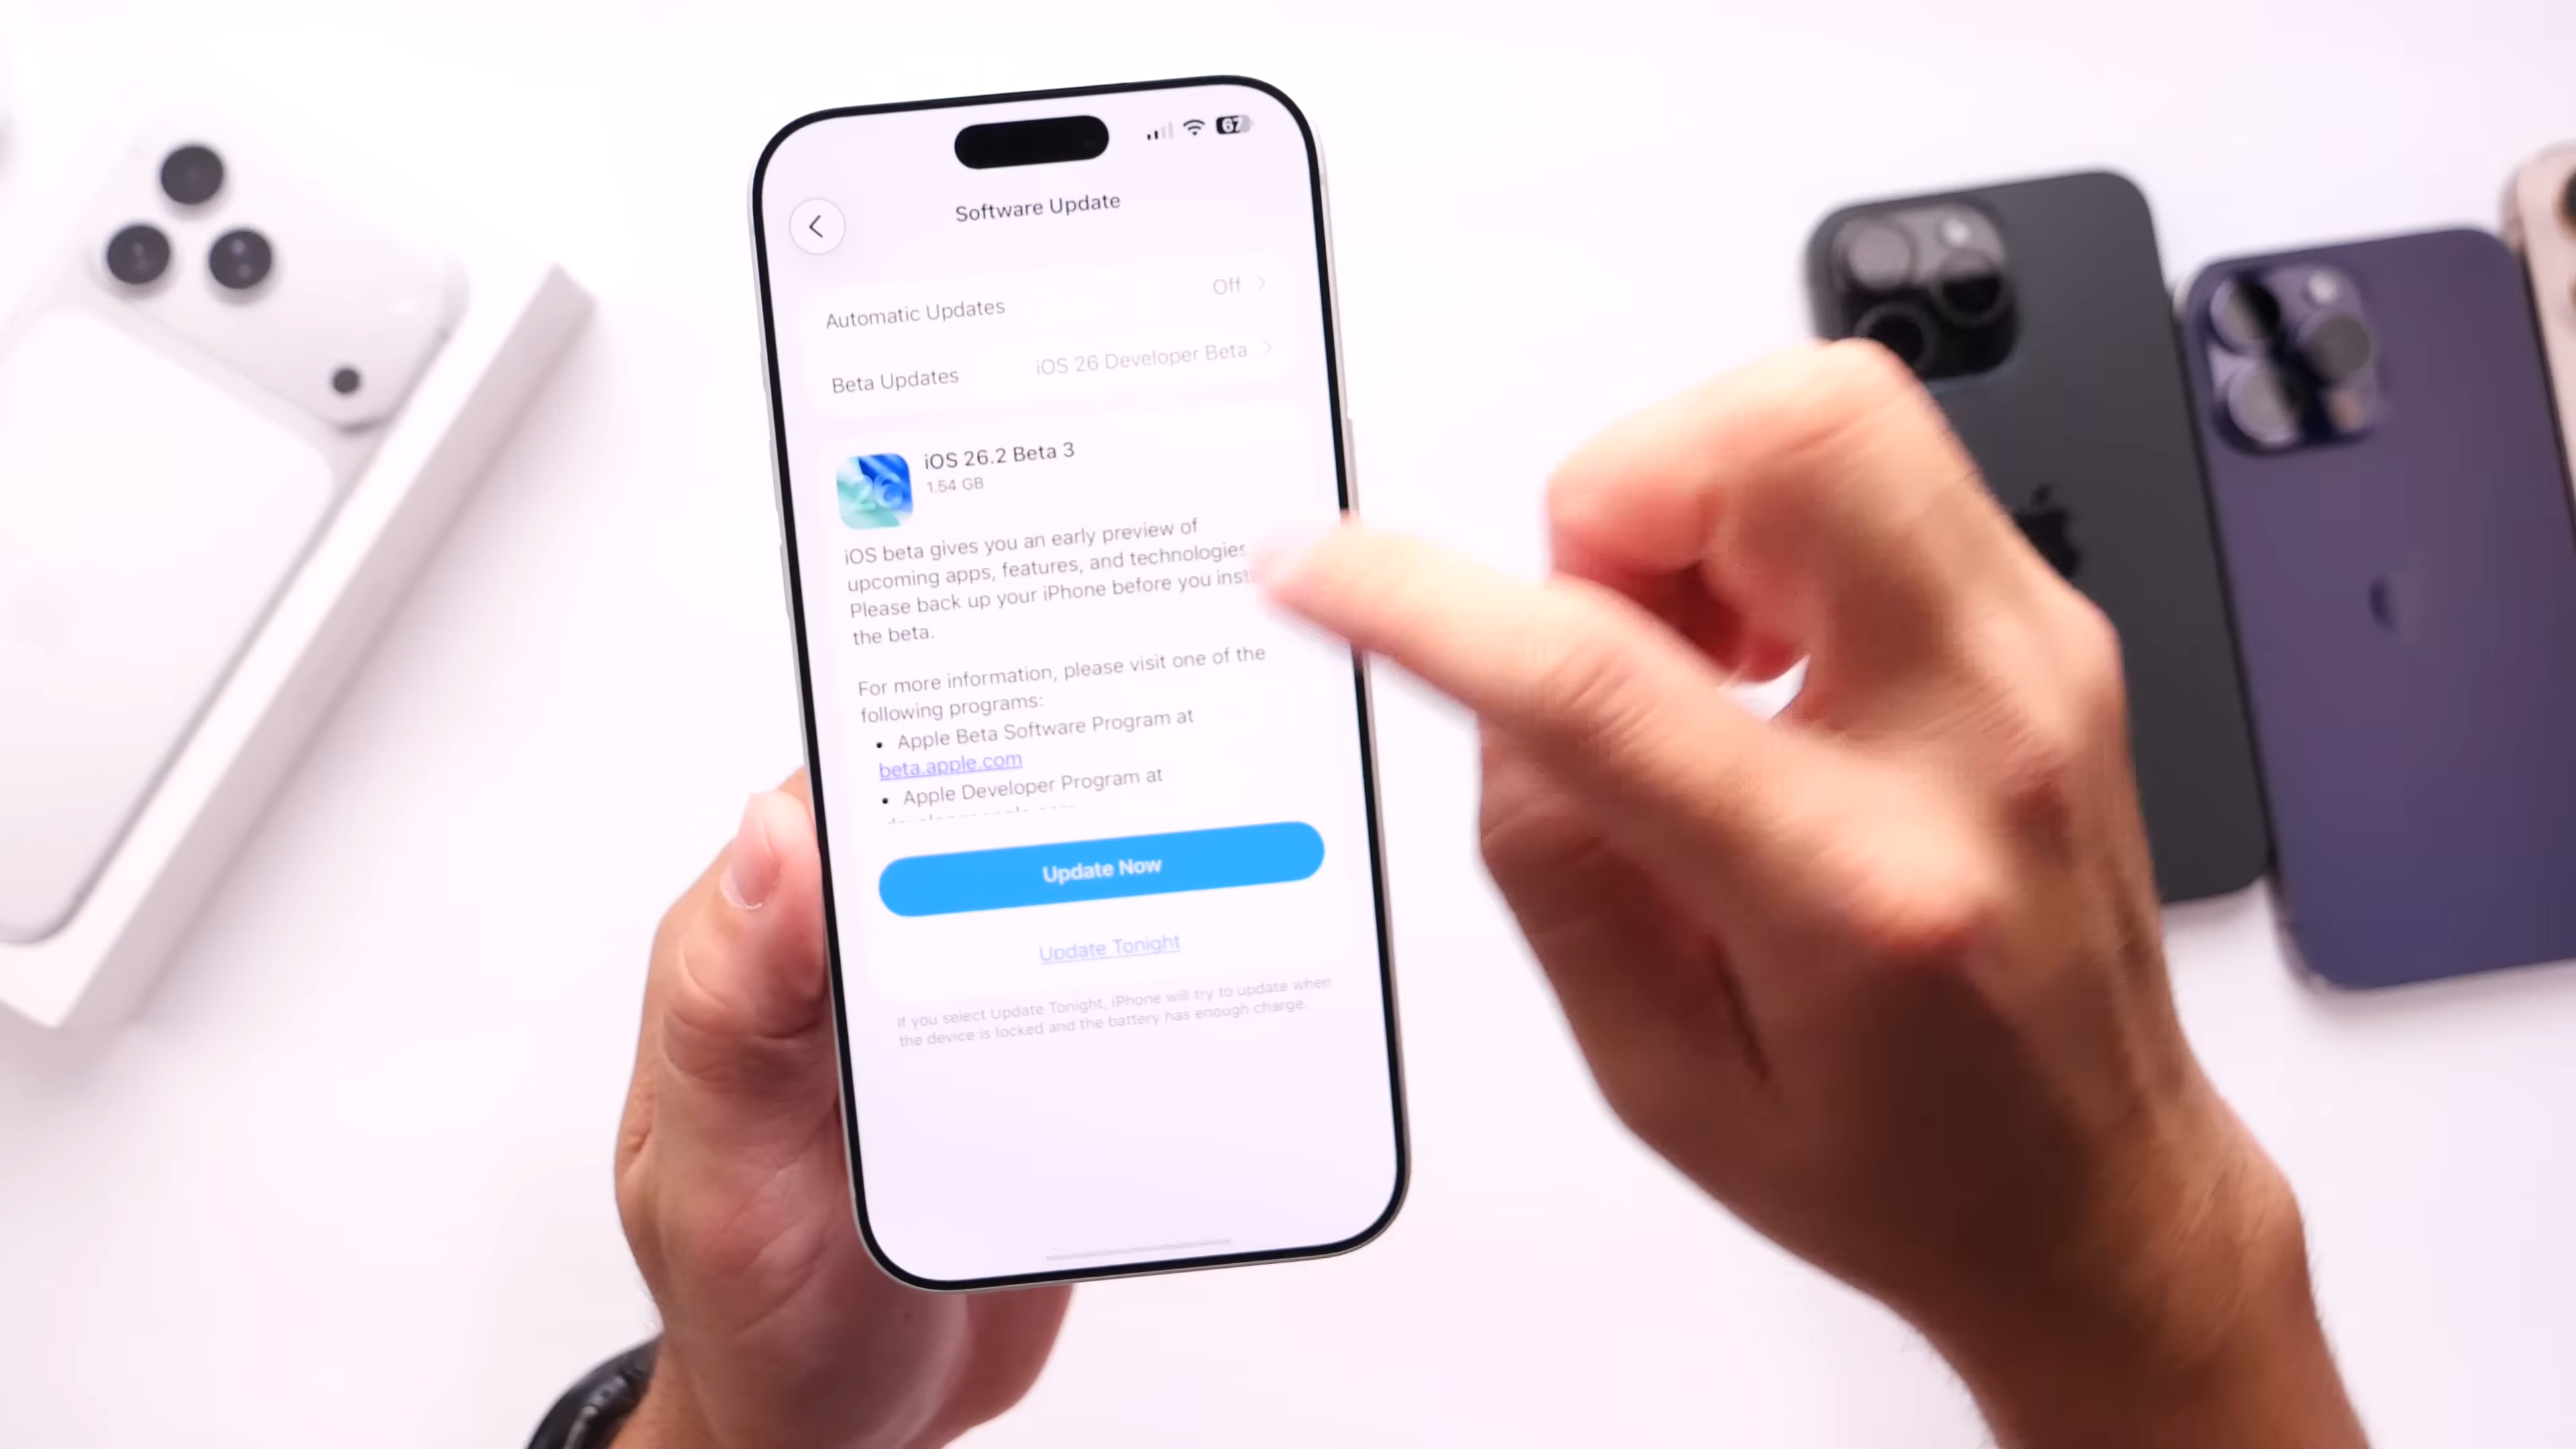 67
Software Update
Automatic Updates Off
Beta Updates iOS 26 Developer Beta
iOS 26.2 Beta 3
1.54 GB
iOS beta gives you an early preview of
upcoming apps, features, and technologies
Please back up your iPhone before you
the beta.
For more information, please visit one of the
following programs:
• Apple Beta Software Program at
beta.apple.com
• Apple Developer Program at
Update Now
Update Tonight
If you select Update Tonight, iPhone will try to update when
the device is locked and the battery has enough charge.